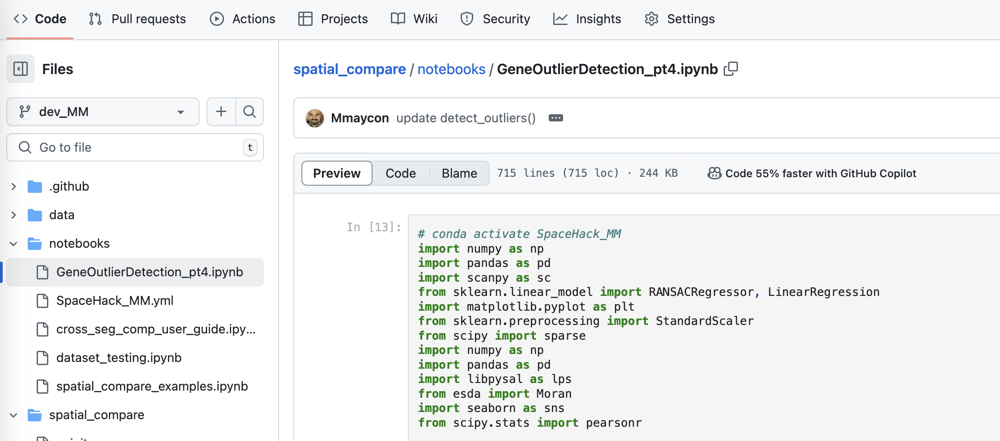 Code Pull requests Actions Projects Wiki Security Insights Settings
Files
dev_MM
Go to file t
.github
data
notebooks
GeneOutlierDetection_pt4.ipynb
SpaceHack_MM.yml
cross_seg_comp_user_guide.ipy...
dataset_testing.ipynb
spatial_compare_examples.ipynb
spatial_compare
spatial_compare / notebooks / GeneOutlierDetection_pt4.ipynb
Mmaycon update detect_outliers()
Preview Code Blame 715 lines (715 loc) · 244 KB Code 55% faster with GitHub Copilot
In [13]:
# conda activate SpaceHack_MM
import numpy as np
import pandas as pd
import scanpy as sc
from sklearn.linear_model import RANSACRegressor, LinearRegression
import matplotlib.pyplot as plt
from sklearn.preprocessing import StandardScaler
from scipy import sparse
import numpy as np
import pandas as pd
import libpysal as lps
from esda import Moran
import seaborn as sns
from scipy.stats import pearsonr